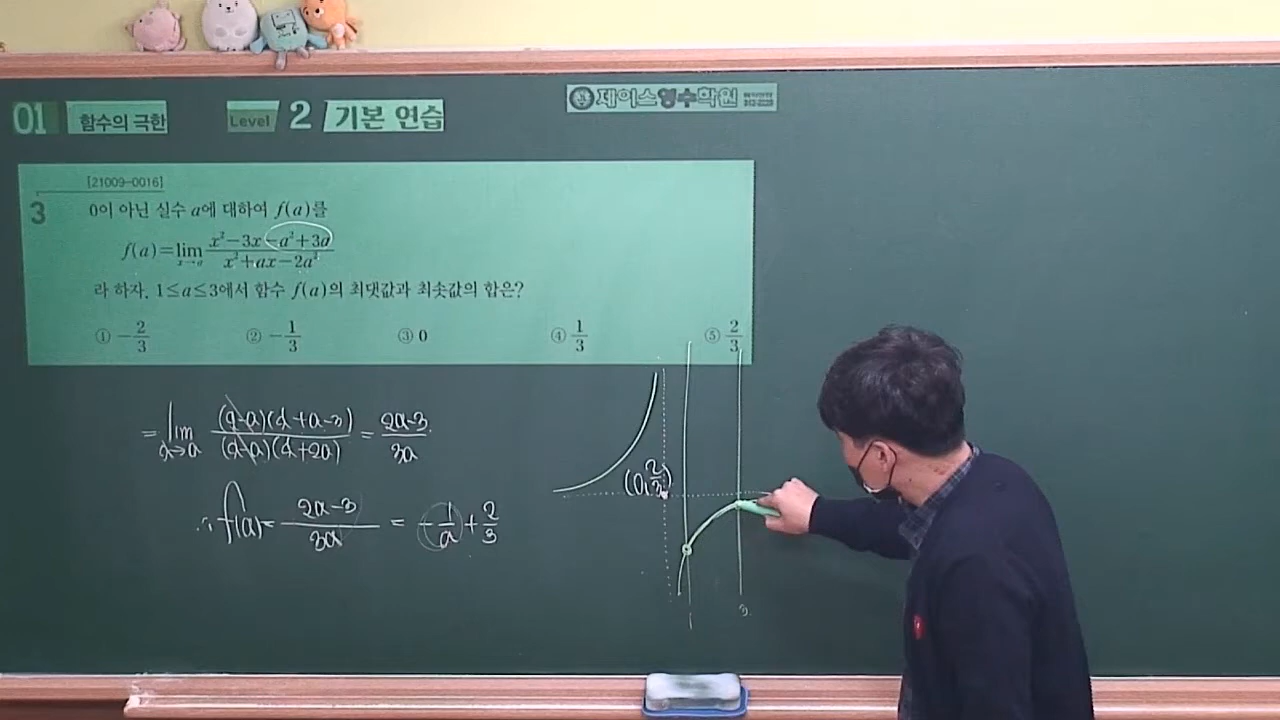 01 함수의 극한 Level 2 기본 연습
제이스영수학원
[21009-0016]
3 0이 아닌 실수 a에 대하여 f(a)를
f(a)=lim x→a (x²-3x-a²+3a)/(x²+ax-2a²)
라 하자. 1≤a≤3에서 함수 f(a)의 최댓값과 최솟값의 합은?
① -2/3 ② -1/3 ③ 0 ④ 1/3 ⑤ 2/3
= lim x→a (x-a)(x+a-3)/(x-a)(x+2a) = 2a-3/3a
∴ f(a) = 2a-3/3a = -1/a + 2/3
(0, 2/3)
1 3